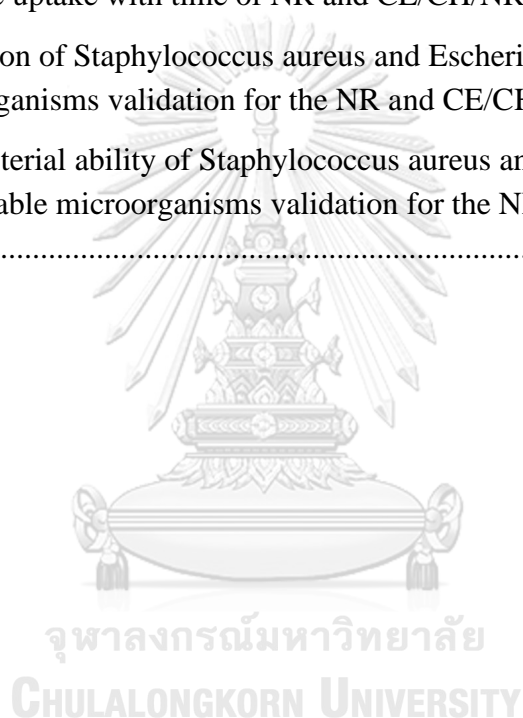 uptake with time of NR and CE/CH/NR
on of Staphylococcus aureus and Escheri
ganisms validation for the NR and CE/CH
terial ability of Staphylococcus aureus an
able microorganisms validation for the N
จุฬาลงกรณ์มหาวิทยาลัย
CHULALONGKORN UNIVERSITY